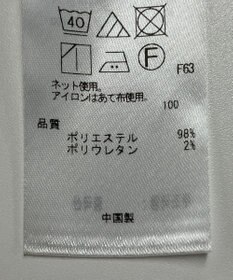 40
F
F63
ネット使用。
アイロンはあて布使用。
100
品質
ポリエステル 98%
ポリウレタン 2%
中国製